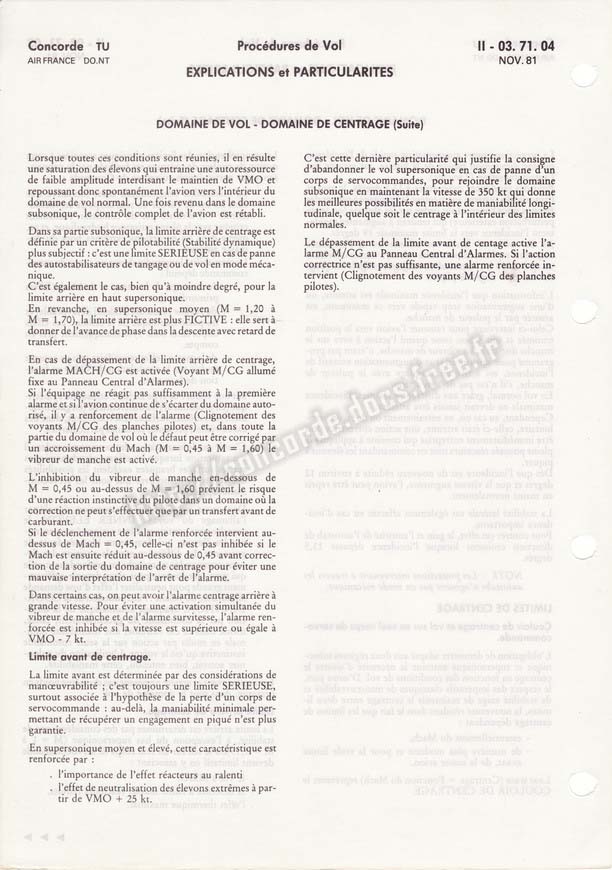 Concorde TU
AIR FRANCE DO.NT
Procédures de Vol
EXPLICATIONS et PARTICULARITES
II - 03. 71. 04
NOV. 81
DOMAINE DE VOL - DOMAINE DE CENTRAGE (Suite)
Lorsque toutes ces conditions sont réunies, il en résulte
une saturation des élevons qui entraine une autoressource
de faible amplitude interdisant le maintien de VMO et
repoussant donc spontanément l'avion vers l'intérieur du
domaine de vol normal. Une fois revenu dans le domaine
subsonique, le contrôle complet de l'avion est rétabli.
Dans sa partie subsonique, la limite arrière de centrage est
définie par un critère de pilotabilité (Stabilité dynamique)
plus subjectif : c'est une limite SERIEUSE en cas de panne
des autostabilisateurs de tangage ou de vol en mode méca-
nique.
C'est également le cas, bien qu'à moindre degré, pour la
limite arrière en haut supersonique.
En revanche, en supersonique moyen (M = 1,20 à
M = 1,70), la limite arrière est plus FICTIVE : elle sert à
donner de l'avance de phase dans la descente avec retard de
transfert.
En cas de dépassement de la limite arrière de centrage,
l'alarme MACH/CG est activée (Voyant M/CG allumé
fixe au Panneau Central d'Alarmes).
Si l'équipage ne réagit pas suffisamment à la première
alarme et si l'avion continue de s'écarter du domaine auto-
risé, il y a renforcement de l'alarme (Clignotement des
voyants M/CG des planches pilotes) et, dans toute la
partie du domaine de vol où le défaut peut être corrigé par
un accroissement du Mach (M = 0,45 à M = 1,60) le
vibreur de manche est activé.
L'inhibition du vibreur de manche en-dessous de
M = 0,45 ou au-dessus de M = 1,60 prévient le risque
d'une réaction instinctive du pilote dans un domaine où la
correction ne peut s'effectuer que par un transfert avant de
carburant.
Si le déclenchement de l'alarme renforcée intervient au-
dessus de Mach = 0,45, celle-ci n'est pas inhibée si le
Mach est ensuite réduit au-dessous de 0,45 avant correc-
tion de la sortie du domaine de centrage pour éviter une
mauvaise interprétation de l'arrêt de l'alarme.
Dans certains cas, on peut avoir l'alarme centrage arrière à
grande vitesse. Pour éviter une activation simultanée du
vibreur de manche et de l'alarme survitesse, l'alarme ren-
forcée est inhibée si la vitesse est supérieure ou égale à
VMO - 7 kt.
Limite avant de centrage.
La limite avant est déterminée par des considérations de
manœuvrabilité ; c'est toujours une limite SERIEUSE,
surtout associée à l'hypothèse de la perte d'un corps de
servocommande : au-delà, la maniabilité minimale per-
mettant de récupérer un engagement en piqué n'est plus
garantie.
En supersonique moyen et élevé, cette caractéristique est
renforcée par :
. l'importance de l'effet réacteurs au ralenti
. l'effet de neutralisation des élevons extrêmes à par-
tir de VMO + 25 kt.
C'est cette dernière particularité qui justifie la consigne
d'abandonner le vol supersonique en cas de panne d'un
corps de servocommandes, pour rejoindre le domaine
subsonique en maintenant la vitesse de 350 kt qui donne
les meilleures possibilités en matière de maniabilité longi-
tudinale, quelque soit le centrage à l'intérieur des limites
normales.
Le dépassement de la limite avant de centage active l'a-
larme M/CG au Panneau Central d'Alarmes. Si l'action
correctrice n'est pas suffisante, une alarme renforcée in-
tervient (Clignotement des voyants M/CG des planches
pilotes).
http://concorde.docs.free.fr